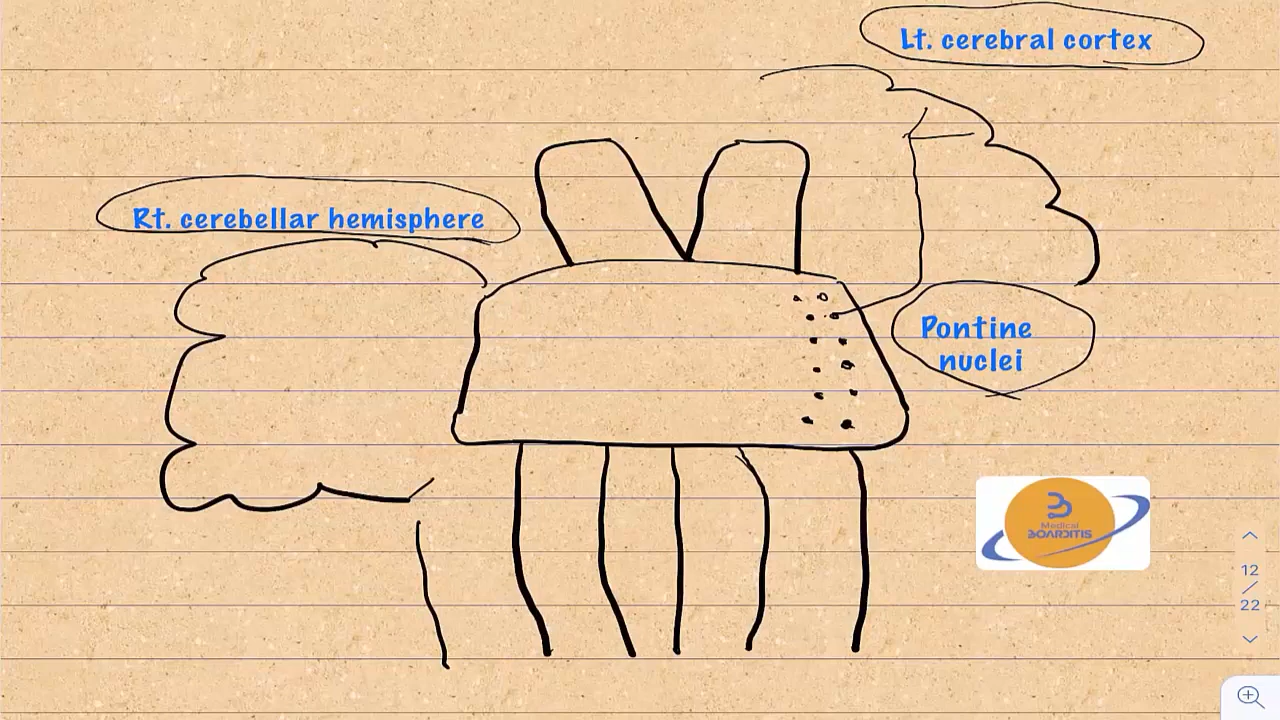 Lt. cerebral cortex
Rt. cerebellar hemisphere
Pontine
nuclei
Medical
BOARDITIS
12
/
22